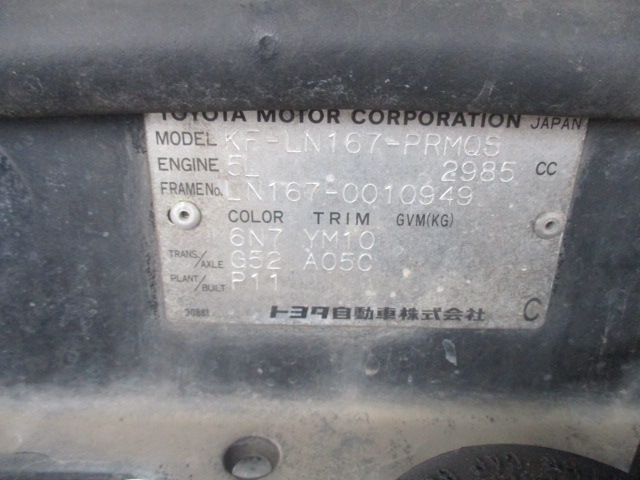 TOYOTA MOTOR CORPORATION JAPAN
MODEL KF-LN167-PRMQS
ENGINE 5L 2985 CC
FRAME No. LN167-0010949
COLOR TRIM GVM(KG)
6N7 YM10
TRANS/AXLE G52 A05C
PLANT/BUILT P11
トヨタ自動車株式会社 C